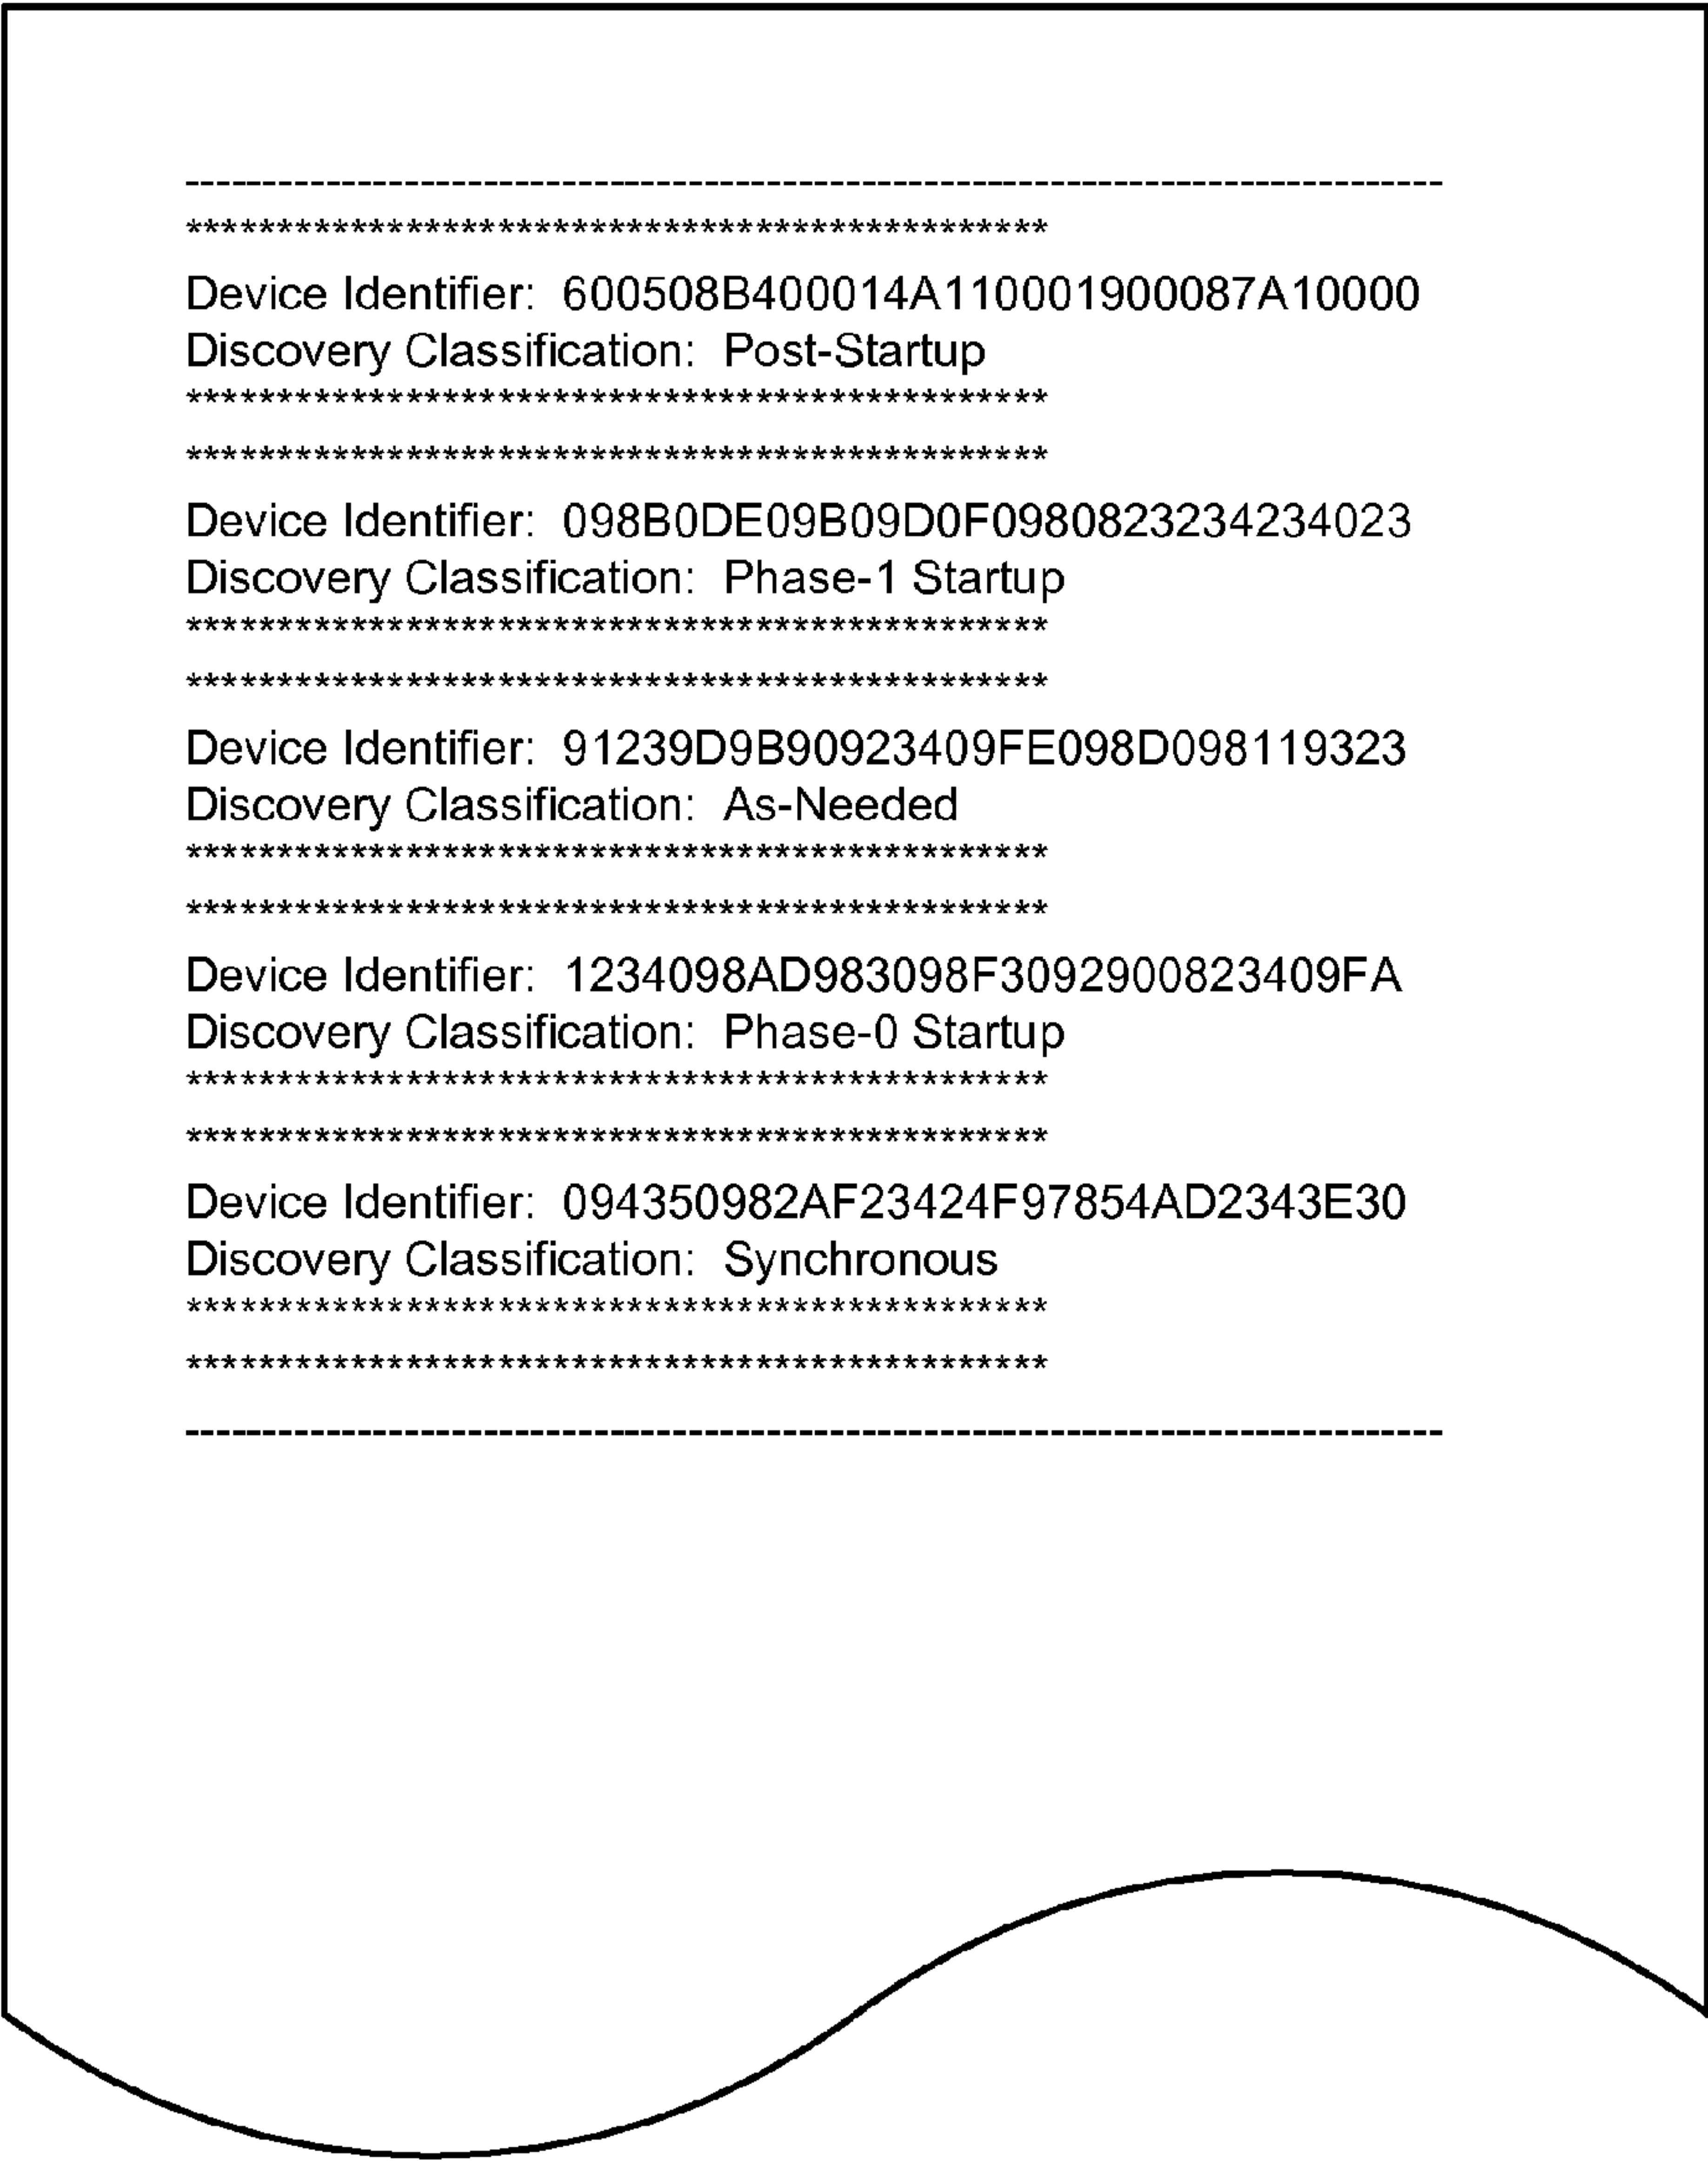 --------------------------------------------------------------------------------
***********************************************
Device Identifier: 600508B400014A110001900087A10000
Discovery Classification: Post-Startup
***********************************************
***********************************************
Device Identifier: 098B0DE09B09D0F0980823234234023
Discovery Classification: Phase-1 Startup
***********************************************
***********************************************
Device Identifier: 91239D9B90923409FE098D098119323
Discovery Classification: As-Needed
***********************************************
***********************************************
Device Identifier: 1234098AD983098F3092900823409FA
Discovery Classification: Phase-0 Startup
***********************************************
***********************************************
Device Identifier: 094350982AF23424F97854AD2343E30
Discovery Classification: Synchronous
***********************************************
***********************************************
--------------------------------------------------------------------------------